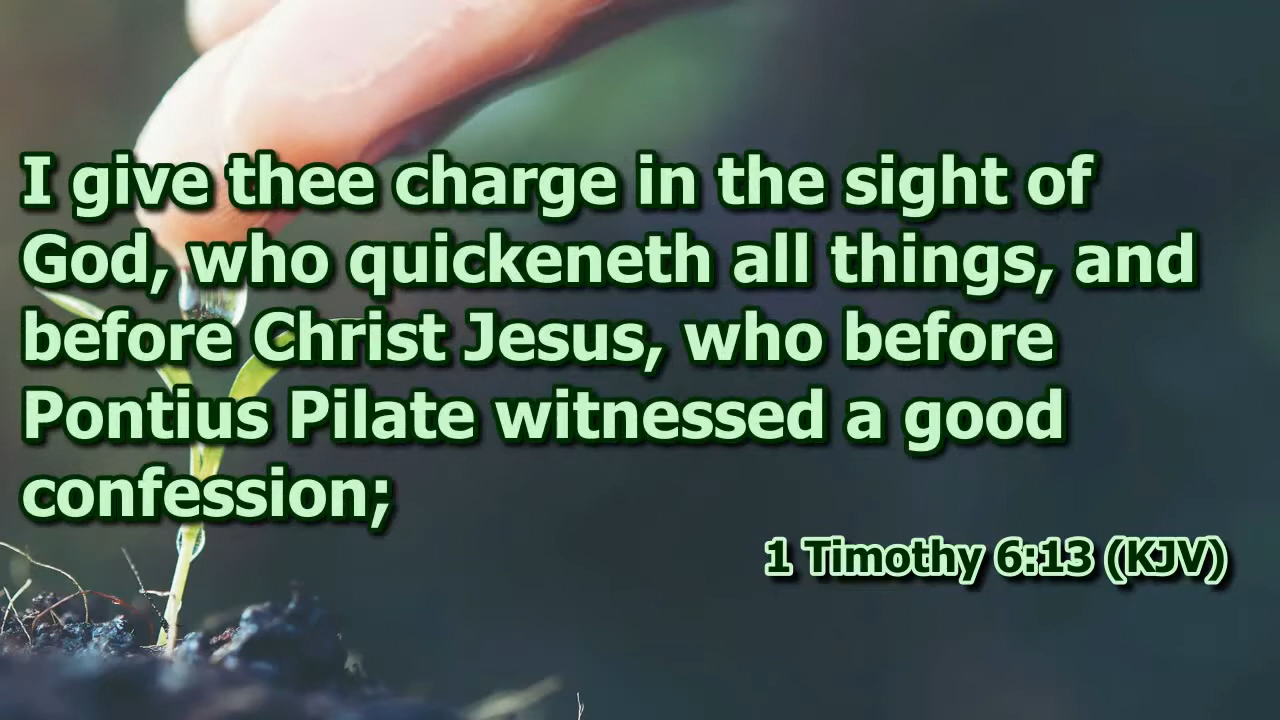 I give thee charge in the sight of
God, who quickeneth all things, and
before Christ Jesus, who before
Pontius Pilate witnessed a good
confession;
1 Timothy 6:13 (KJV)